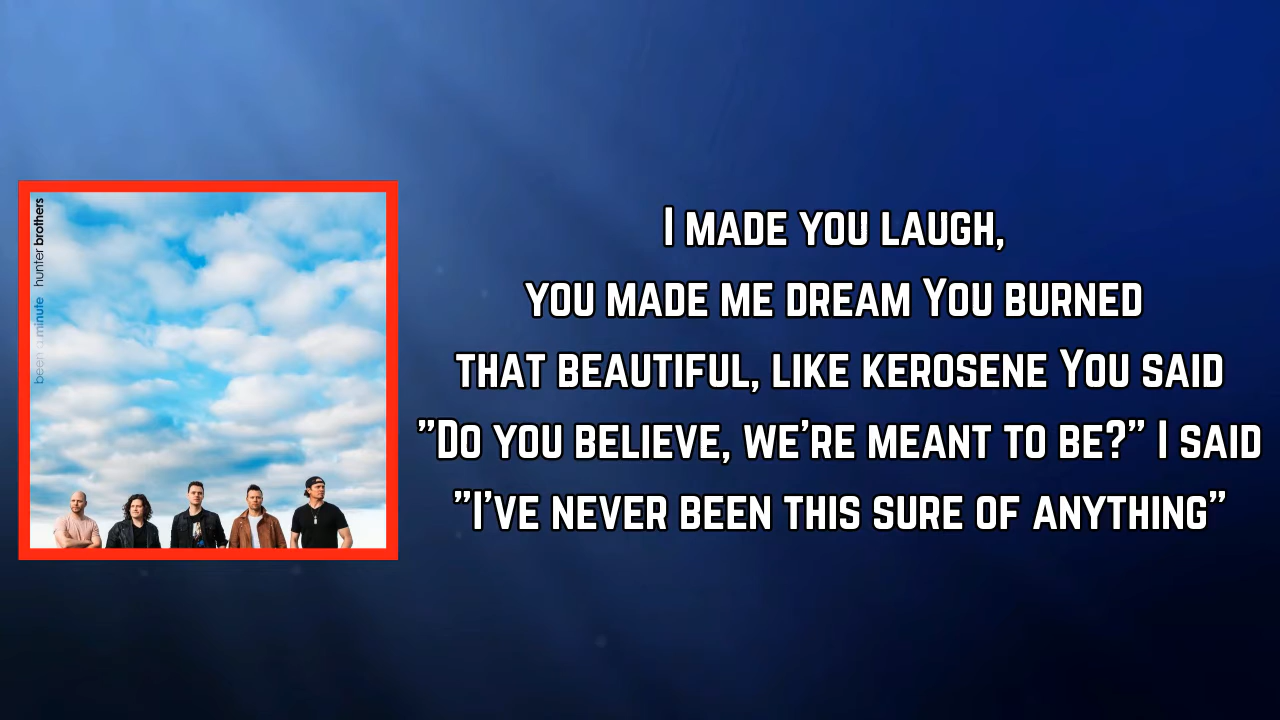 been a minute hunter brothers
I made you laugh,
you made me dream You burned
that beautiful, like kerosene You said
"Do you believe, we're meant to be?" I said
"I've never been this sure of anything"